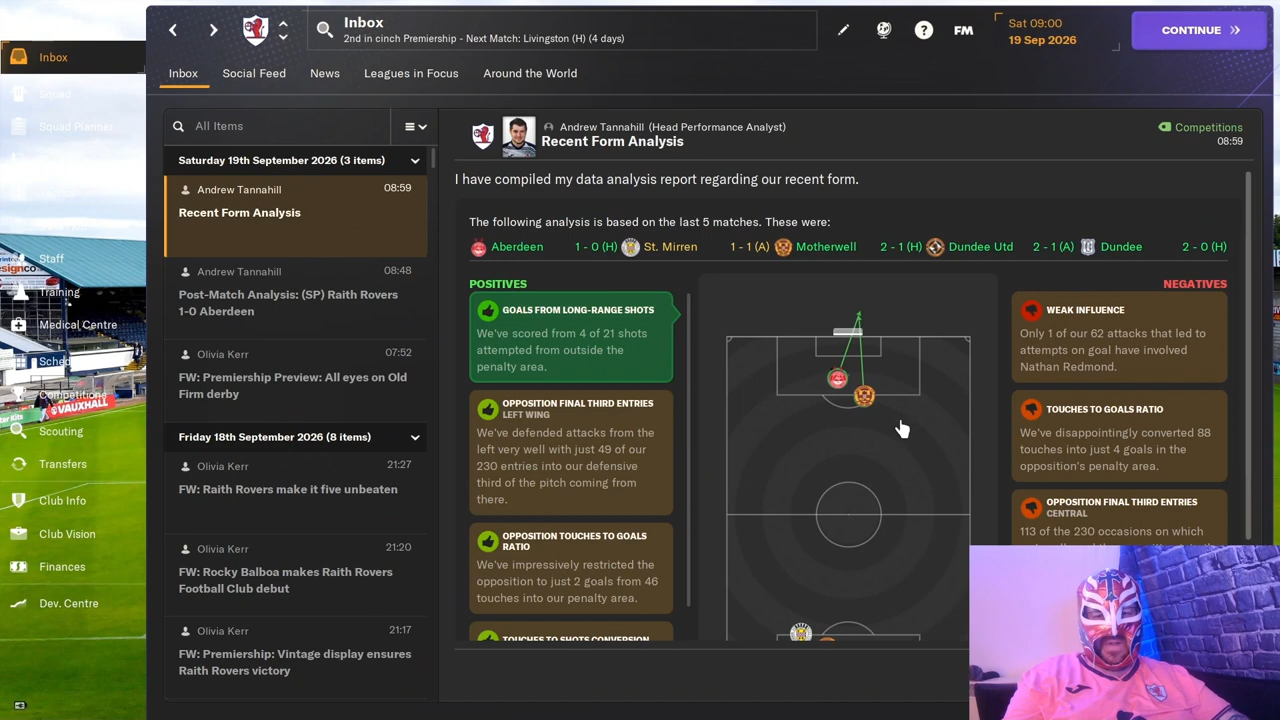 Inbox
2nd in cinch Premiership - Next Match: Livingston (H) (4 days)
FM
Sat 09:00
19 Sep 2026
CONTINUE
Inbox
Social Feed
News
Leagues in Focus
Around the World
Inbox
Squad
Squad Planner
Staff
Training
Medical Centre
Sched
Competitions
Scouting
Transfers
Club Info
Club Vision
Finances
Dev. Centre
All Items
Saturday 19th September 2026 (3 items)
Andrew Tannahill
08:59
Recent Form Analysis
Andrew Tannahill
08:48
Post-Match Analysis: (SP) Raith Rovers
1-0 Aberdeen
Olivia Kerr
07:52
FW: Premiership Preview: All eyes on Old
Firm derby
Friday 18th September 2026 (8 items)
Olivia Kerr
21:27
FW: Raith Rovers make it five unbeaten
Olivia Kerr
21:20
FW: Rocky Balboa makes Raith Rovers
Football Club debut
Olivia Kerr
21:17
FW: Premiership: Vintage display ensures
Raith Rovers victory
Andrew Tannahill (Head Performance Analyst)
Recent Form Analysis
Competitions
08:59
I have compiled my data analysis report regarding our recent form.
The following analysis is based on the last 5 matches. These were:
Aberdeen 1 - 0 (H) St. Mirren 1 - 1 (A) Motherwell 2 - 1 (H) Dundee Utd 2 - 1 (A) Dundee 2 - 0 (H)
POSITIVES
GOALS FROM LONG-RANGE SHOTS
We've scored from 4 of 21 shots
attempted from outside the
penalty area.
OPPOSITION FINAL THIRD ENTRIES
LEFT WING
We've defended attacks from the
left very well with just 49 of our
230 entries into our defensive
third of the pitch coming from
there.
OPPOSITION TOUCHES TO GOALS
RATIO
We've impressively restricted the
opposition to just 2 goals from 46
touches into our penalty area.
TOUCHES TO SHOTS CONVERSION
NEGATIVES
WEAK INFLUENCE
Only 1 of our 62 attacks that led to
attempts on goal have involved
Nathan Redmond.
TOUCHES TO GOALS RATIO
We've disappointingly converted 88
touches into just 4 goals in the
opposition's penalty area.
OPPOSITION FINAL THIRD ENTRIES
CENTRAL
113 of the 230 occasions on which
VAUXHALL